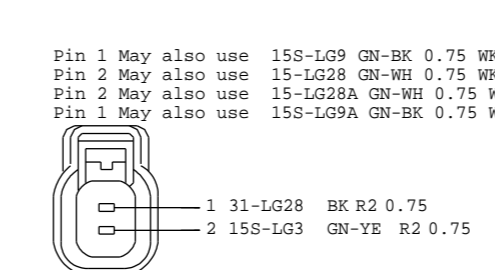 Pin 1 May also use 15S-LG9 GN-BK 0.75 WK
Pin 2 May also use 15-LG28 GN-WH 0.75 WK
Pin 2 May also use 15-LG28A GN-WH 0.75
Pin 1 May also use 15S-LG9A GN-BK 0.75
1 31-LG28 BK R2 0.75
2 15S-LG3 GN-YE R2 0.75